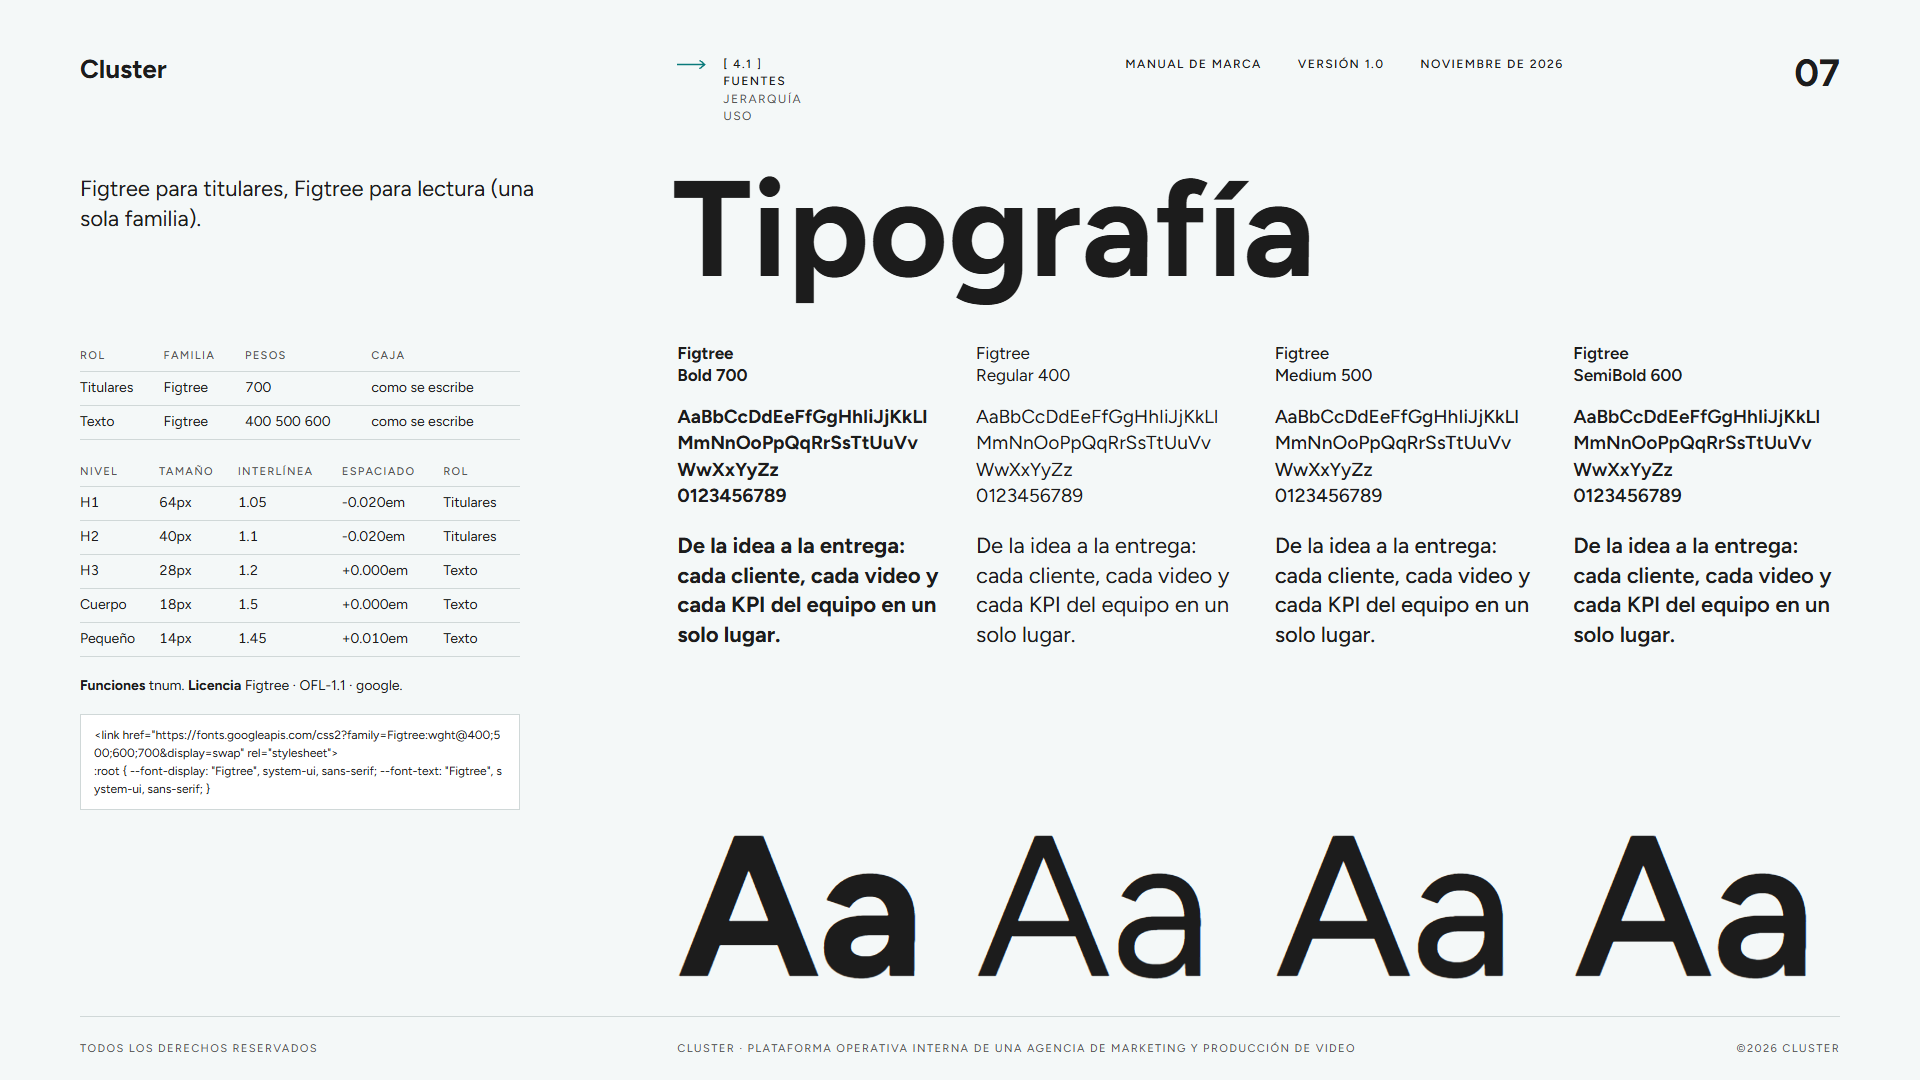 Cluster
[ 4.1 ]
FUENTES
JERARQUÍA
USO
MANUAL DE MARCA VERSIÓN 1.0 NOVIEMBRE DE 2026
07
Figtree para titulares, Figtree para lectura (una
sola familia).
Tipografía
ROL FAMILIA PESOS CAJA
Titulares Figtree 700 como se escribe
Texto Figtree 400 500 600 como se escribe
NIVEL TAMAÑO INTERLÍNEA ESPACIADO ROL
H1 64px 1.05 -0.020em Titulares
H2 40px 1.1 -0.020em Titulares
H3 28px 1.2 +0.000em Texto
Cuerpo 18px 1.5 +0.000em Texto
Pequeño 14px 1.45 +0.010em Texto
Funciones tnum. Licencia Figtree · OFL-1.1 · google.
<link href="https://fonts.googleapis.com/css2?family=Figtree:wght@400;5
00;600;700&display=swap" rel="stylesheet">
:root { --font-display: "Figtree", system-ui, sans-serif; --font-text: "Figtree", s
ystem-ui, sans-serif; }
Figtree
Bold 700
AaBbCcDdEeFfGgHhIiJjKkLl
MmNnOoPpQqRrSsTtUuVv
WwXxYyZz
0123456789
De la idea a la entrega:
cada cliente, cada video y
cada KPI del equipo en un
solo lugar.
Aa
Figtree
Regular 400
AaBbCcDdEeFfGgHhIiJjKkLl
MmNnOoPpQqRrSsTtUuVv
WwXxYyZz
0123456789
De la idea a la entrega:
cada cliente, cada video y
cada KPI del equipo en un
solo lugar.
Aa
Figtree
Medium 500
AaBbCcDdEeFfGgHhIiJjKkLl
MmNnOoPpQqRrSsTtUuVv
WwXxYyZz
0123456789
De la idea a la entrega:
cada cliente, cada video y
cada KPI del equipo en un
solo lugar.
Aa
Figtree
SemiBold 600
AaBbCcDdEeFfGgHhIiJjKkLl
MmNnOoPpQqRrSsTtUuVv
WwXxYyZz
0123456789
De la idea a la entrega:
cada cliente, cada video y
cada KPI del equipo en un
solo lugar.
Aa
TODOS LOS DERECHOS RESERVADOS
CLUSTER · PLATAFORMA OPERATIVA INTERNA DE UNA AGENCIA DE MARKETING Y PRODUCCIÓN DE VIDEO
©2026 CLUSTER